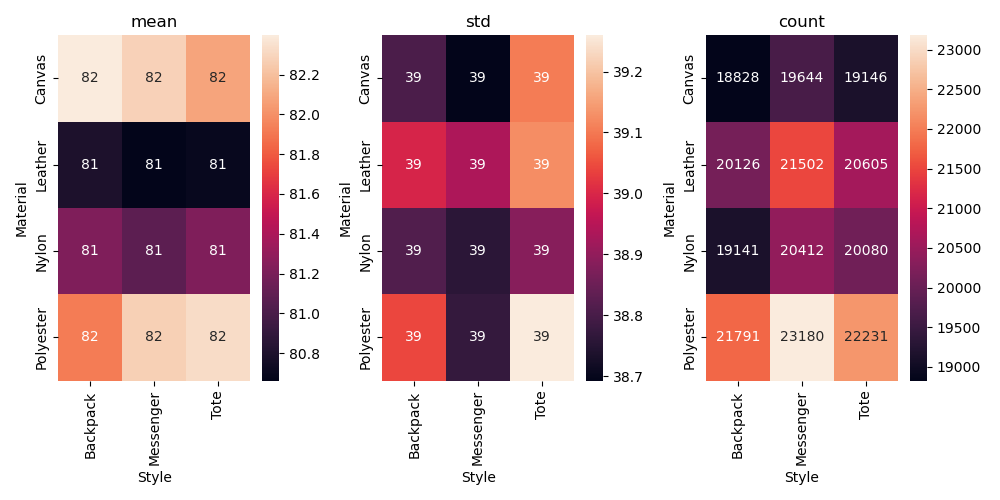 mean
Material
Canvas
Leather
Nylon
Polyester
82 82 82
81 81 81
81 81 81
82 82 82
Backpack
Messenger
Tote
Style
82.2
82.0
81.8
81.6
81.4
81.2
81.0
80.8
std
Material
Canvas
Leather
Nylon
Polyester
39 39 39
39 39 39
39 39 39
39 39 39
Backpack
Messenger
Tote
Style
39.2
39.1
39.0
38.9
38.8
38.7
count
Material
Canvas
Leather
Nylon
Polyester
18828 19644 19146
20126 21502 20605
19141 20412 20080
21791 23180 22231
Backpack
Messenger
Tote
Style
23000
22500
22000
21500
21000
20500
20000
19500
19000